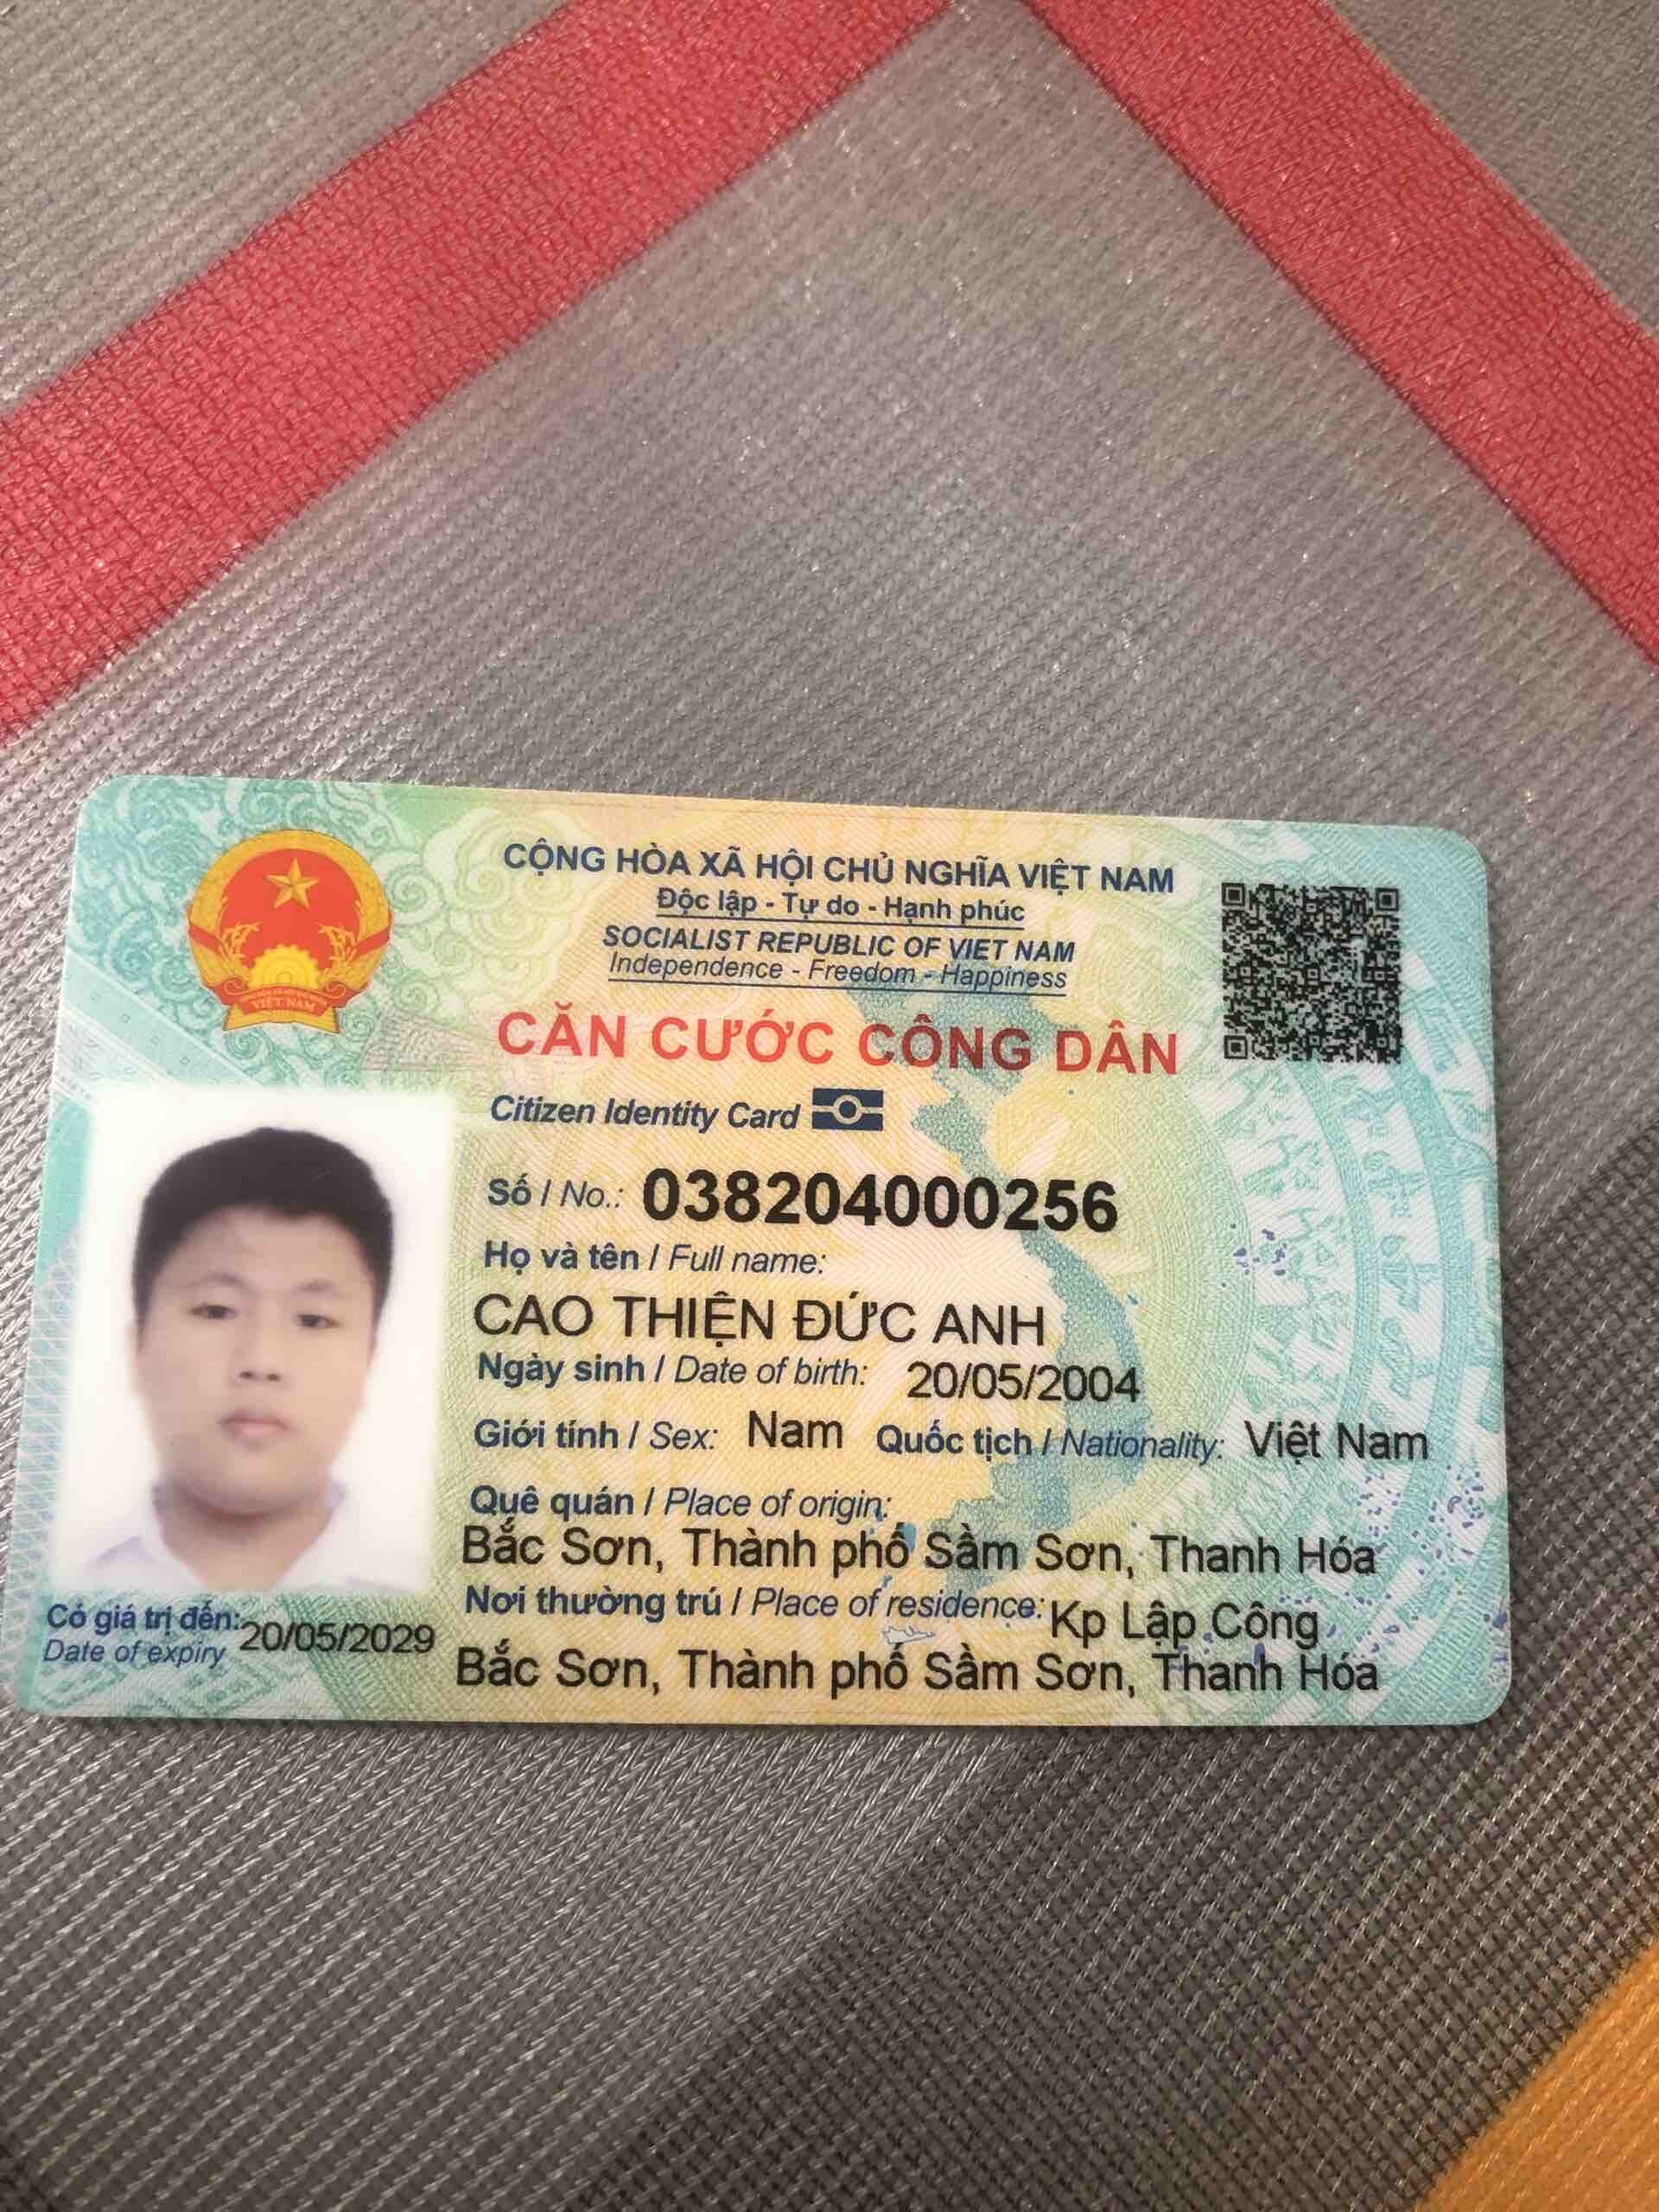 CỘNG HÒA XÃ HỘI CHỦ NGHĨA VIỆT NAM
Độc lập - Tự do - Hạnh phúc
SOCIALIST REPUBLIC OF VIET NAM
Independence - Freedom - Happiness
CĂN CƯỚC CÔNG DÂN
Citizen Identity Card
VIỆT NAM
Số / No.: 038204000256
Họ và tên / Full name:
CAO THIỆN ĐỨC ANH
Ngày sinh / Date of birth: 20/05/2004
Giới tính / Sex: Nam Quốc tịch / Nationality: Việt Nam
Quê quán / Place of origin:
Bắc Sơn, Thành phố Sầm Sơn, Thanh Hóa
Nơi thường trú / Place of residence: Kp Lập Công
Bắc Sơn, Thành phố Sầm Sơn, Thanh Hóa
Có giá trị đến: 20/05/2029
Date of expiry